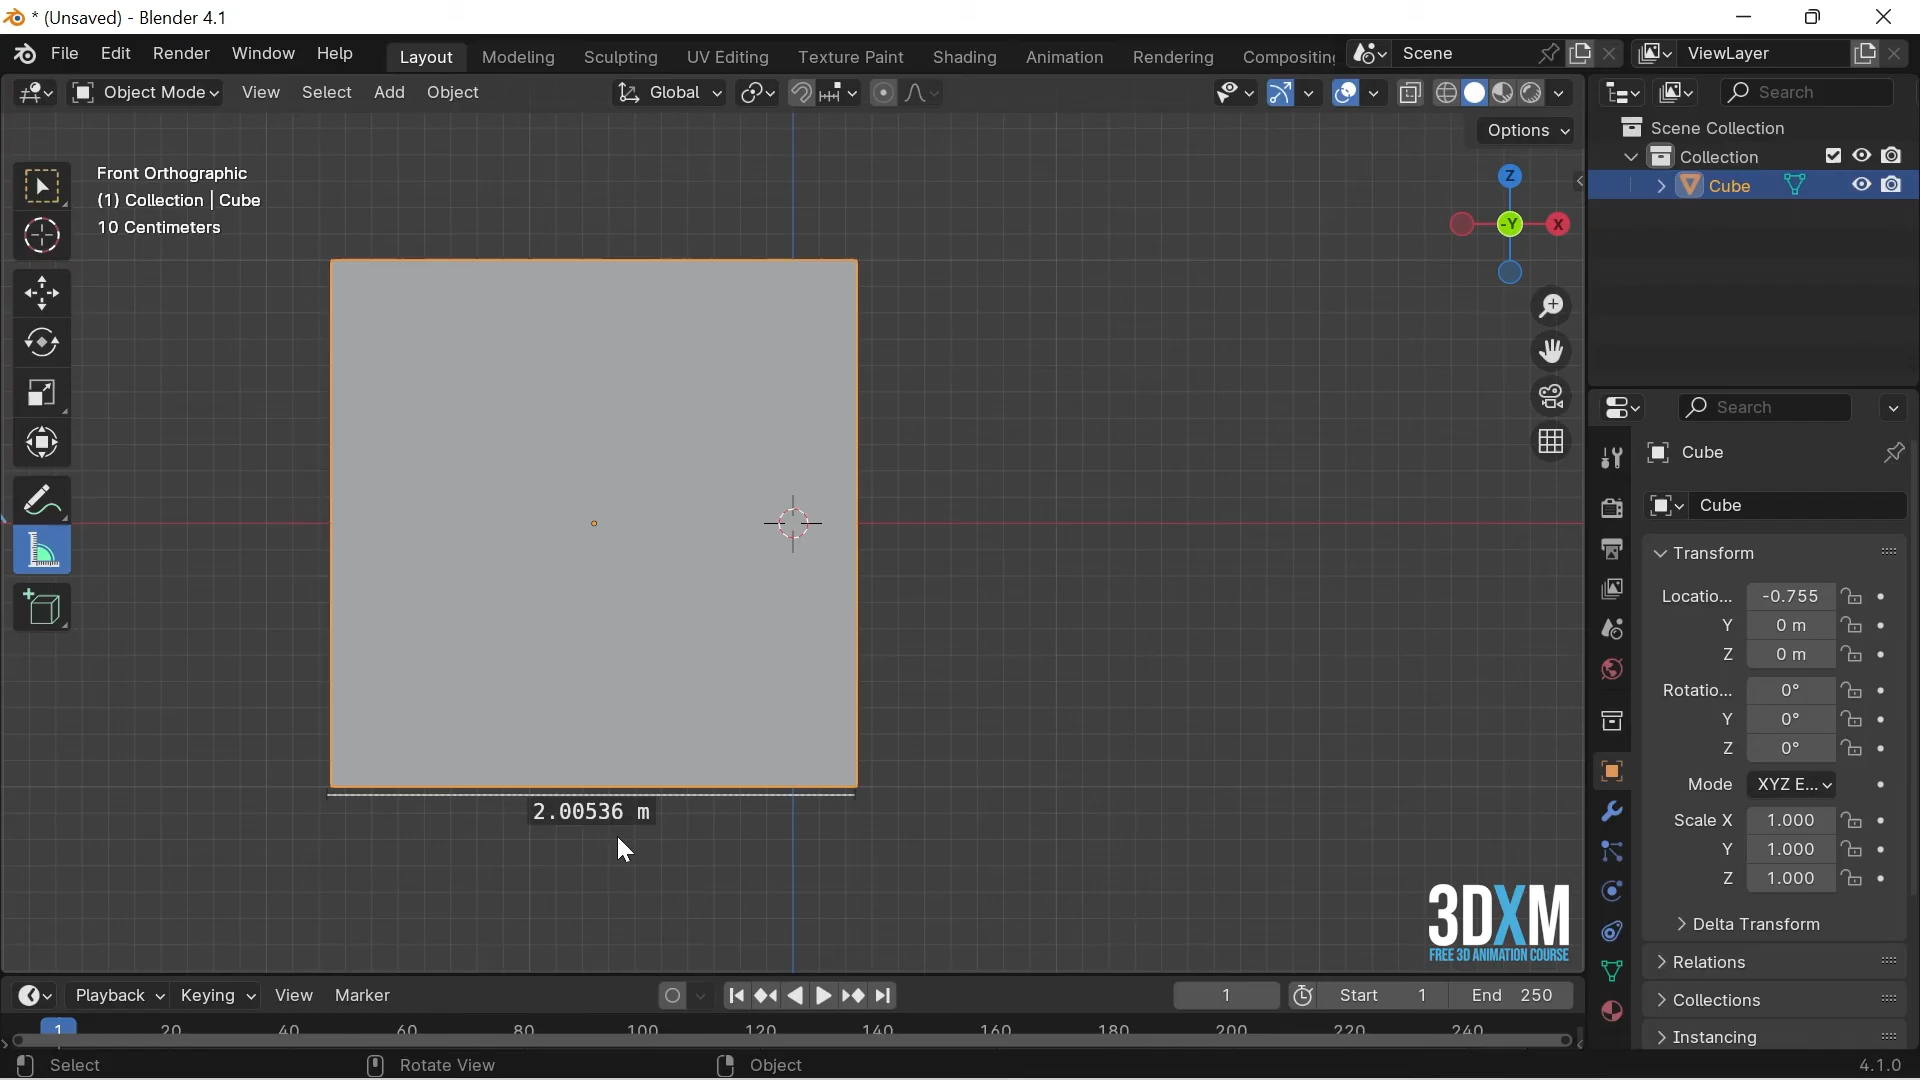 * (Unsaved) - Blender 4.1
File Edit Render Window Help
Layout Modeling Sculpting UV Editing Texture Paint Shading Animation Rendering Compositing
Scene
ViewLayer
Object Mode View Select Add Object
Global
Search
Options
Scene Collection
Collection
Cube
Front Orthographic
(1) Collection | Cube
10 Centimeters
Z
-Y
X
Search
Cube
Cube
Transform
Locatio... -0.755
Y 0 m
Z 0 m
Rotatio... 0°
Y 0°
Z 0°
Mode XYZ E...
Scale X 1.000
Y 1.000
Z 1.000
Delta Transform
Relations
Collections
Instancing
2.00536 m
3DXM
FREE 3D ANIMATION COURSE
Playback Keying View Marker
1
Start 1
End 250
1 20 40 60 80 100 120 140 160 180 200 220 240
Select Rotate View Object
4.1.0